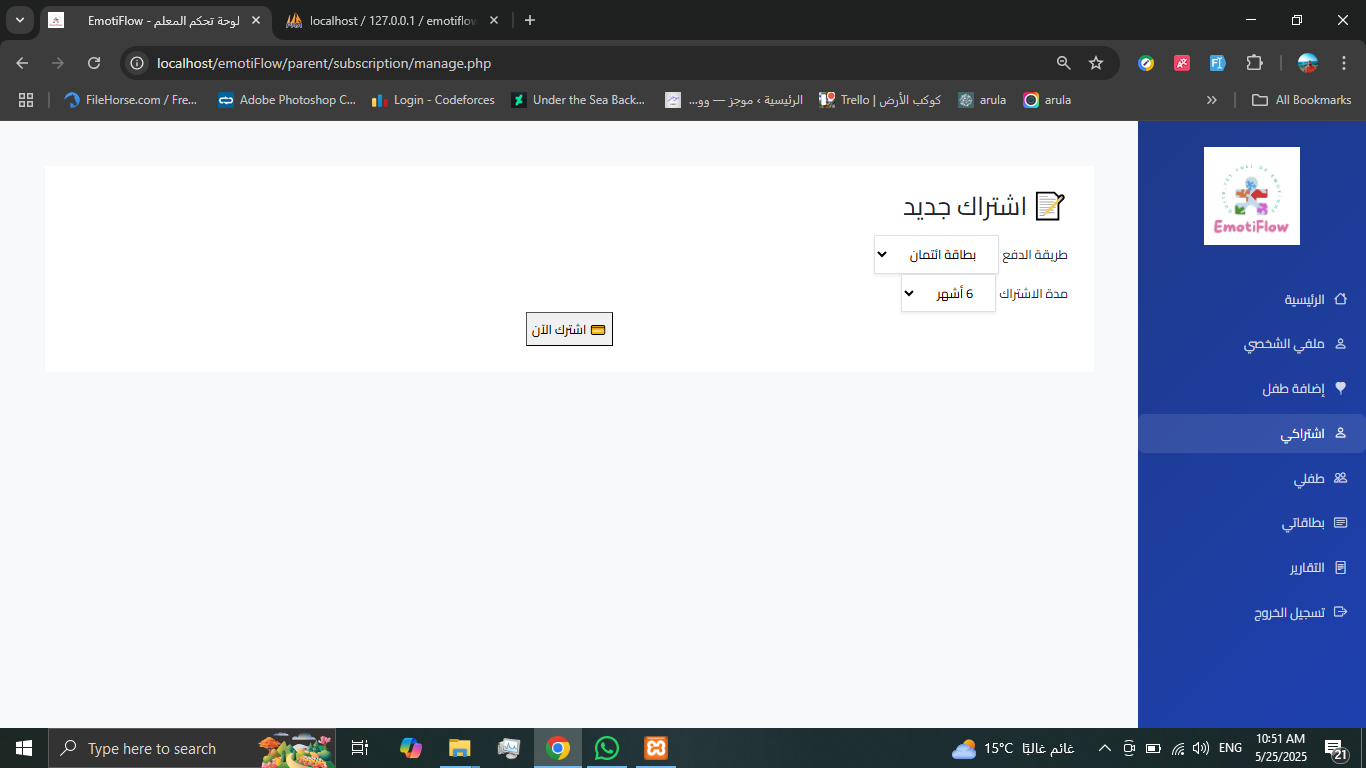 EmotiFlow - لوحة تحكم المعلم
localhost / 127.0.0.1 / emotiflow
localhost/emotiFlow/parent/subscription/manage.php
FileHorse.com / Fre...
Adobe Photoshop C...
Login - Codeforces
Under the Sea Back...
الرئيسية › موجز — وو...
Trello | كوكب الأرض
arula
arula
All Bookmarks
EmotiFlow
الرئيسية
ملفي الشخصي
إضافة طفل
اشتراكي
طفلي
بطاقاتي
التقارير
تسجيل الخروج
اشتراك جديد
طريقة الدفع بطاقة ائتمان
مدة الاشتراك 6 أشهر
اشترك الآن
Type here to search
15°C غائم غالبًا
ENG
10:51 AM
5/25/2025
21